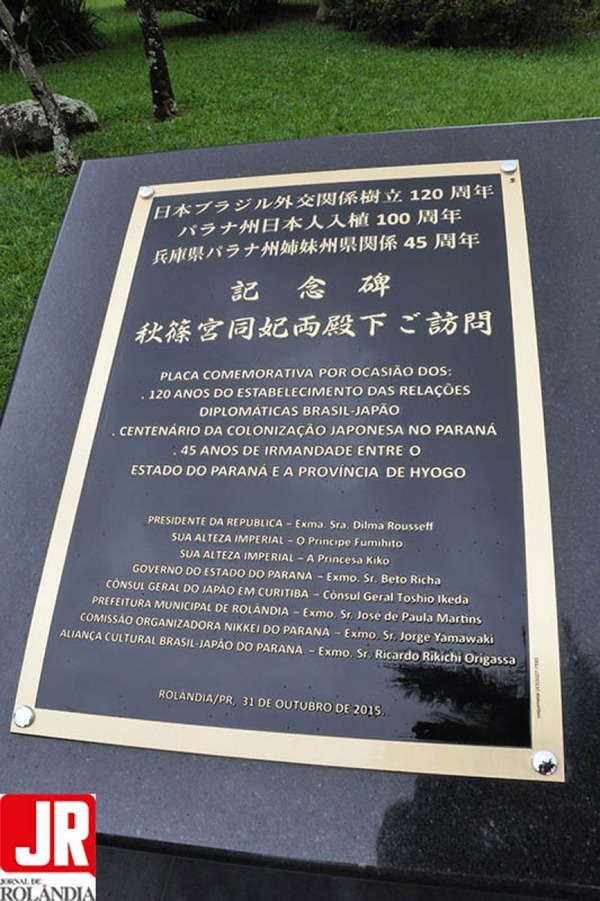 日本ブラジル外交関係樹立 120 周年
パラナ州日本人入植 100 周年
兵庫県パラナ州姉妹州県関係 45 周年
記 念 碑
秋篠宮同妃両殿下ご訪問
PLACA COMEMORATIVA POR OCASIÃO DOS:
. 120 ANOS DO ESTABELECIMENTO DAS RELAÇÕES
DIPLOMÁTICAS BRASIL-JAPÃO
. CENTENÁRIO DA COLONIZAÇÃO JAPONESA NO PARANÁ
. 45 ANOS DE IRMANDADE ENTRE O
ESTADO DO PARANÁ E A PROVÍNCIA DE HYOGO
PRESIDENTE DA REPÚBLICA – Exma. Sra. Dilma Rousseff
SUA ALTEZA IMPERIAL – O Príncipe Fumihito
SUA ALTEZA IMPERIAL – A Princesa Kiko
GOVERNO DO ESTADO DO PARANÁ – Exmo. Sr. Beto Richa
CÔNSUL GERAL DO JAPÃO EM CURITIBA – Cônsul Geral Toshio Ikeda
PREFEITURA MUNICIPAL DE ROLÂNDIA – Exmo. Sr. José de Paula Martins
COMISSÃO ORGANIZADORA NIKKEI DO PARANÁ – Exmo. Sr. Jorge Yamawaki
ALIANÇA CULTURAL BRASIL-JAPÃO DO PARANÁ – Exmo. Sr. Ricardo Rikichi Origassa
ROLÂNDIA/PR, 31 DE OUTUBRO DE 2015.
JR
JORNAL DE
ROLÂNDIA